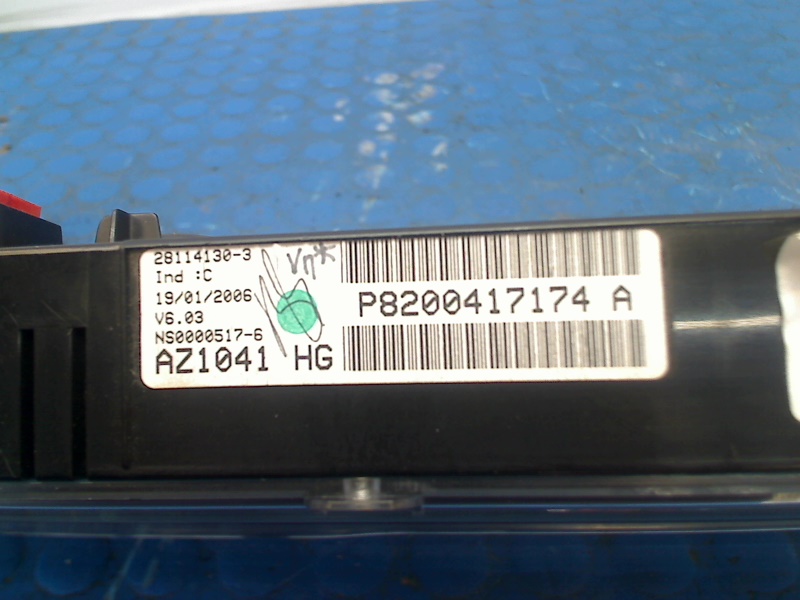 28114130-3
Ind :C
19/01/2006
V6.03
NS0000517-6
AZ1041 HG
P8200417174 A